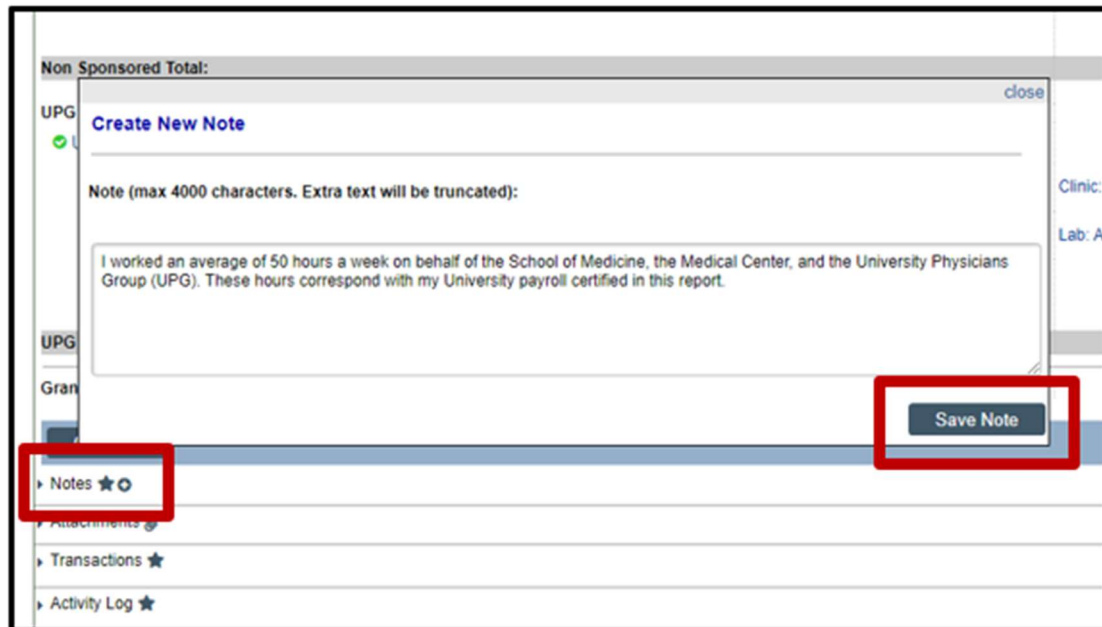 Non Sponsored Total:
close
UPG
Create New Note
Note (max 4000 characters. Extra text will be truncated):
Clinic:
Lab: A
I worked an average of 50 hours a week on behalf of the School of Medicine, the Medical Center, and the University Physicians
Group (UPG). These hours correspond with my University payroll certified in this report.
UPG
Gran
Save Note
Notes
Attachments
Transactions
Activity Log